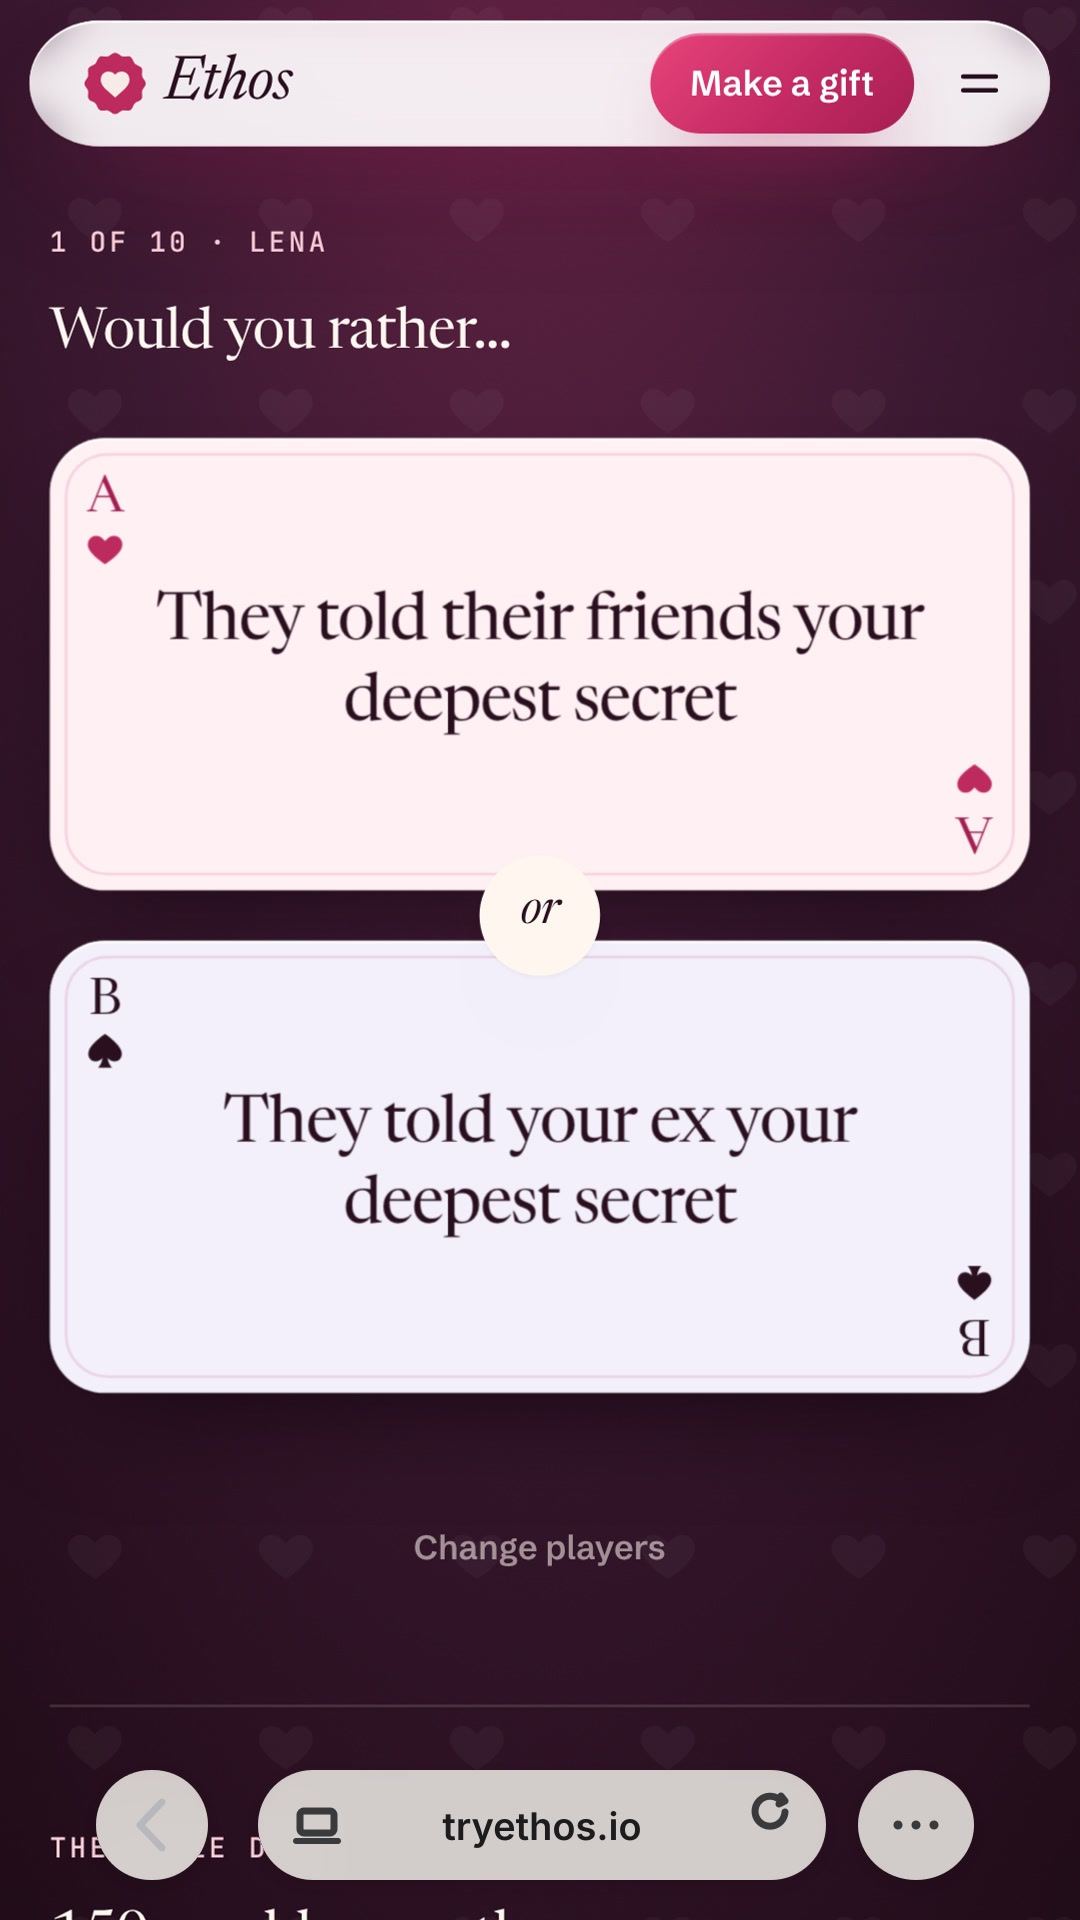 Ethos
Make a gift
1 OF 10 · LENA
Would you rather...
A
They told their friends your
deepest secret
A
or
B
They told your ex your
deepest secret
B
Change players
tryethos.io
THE